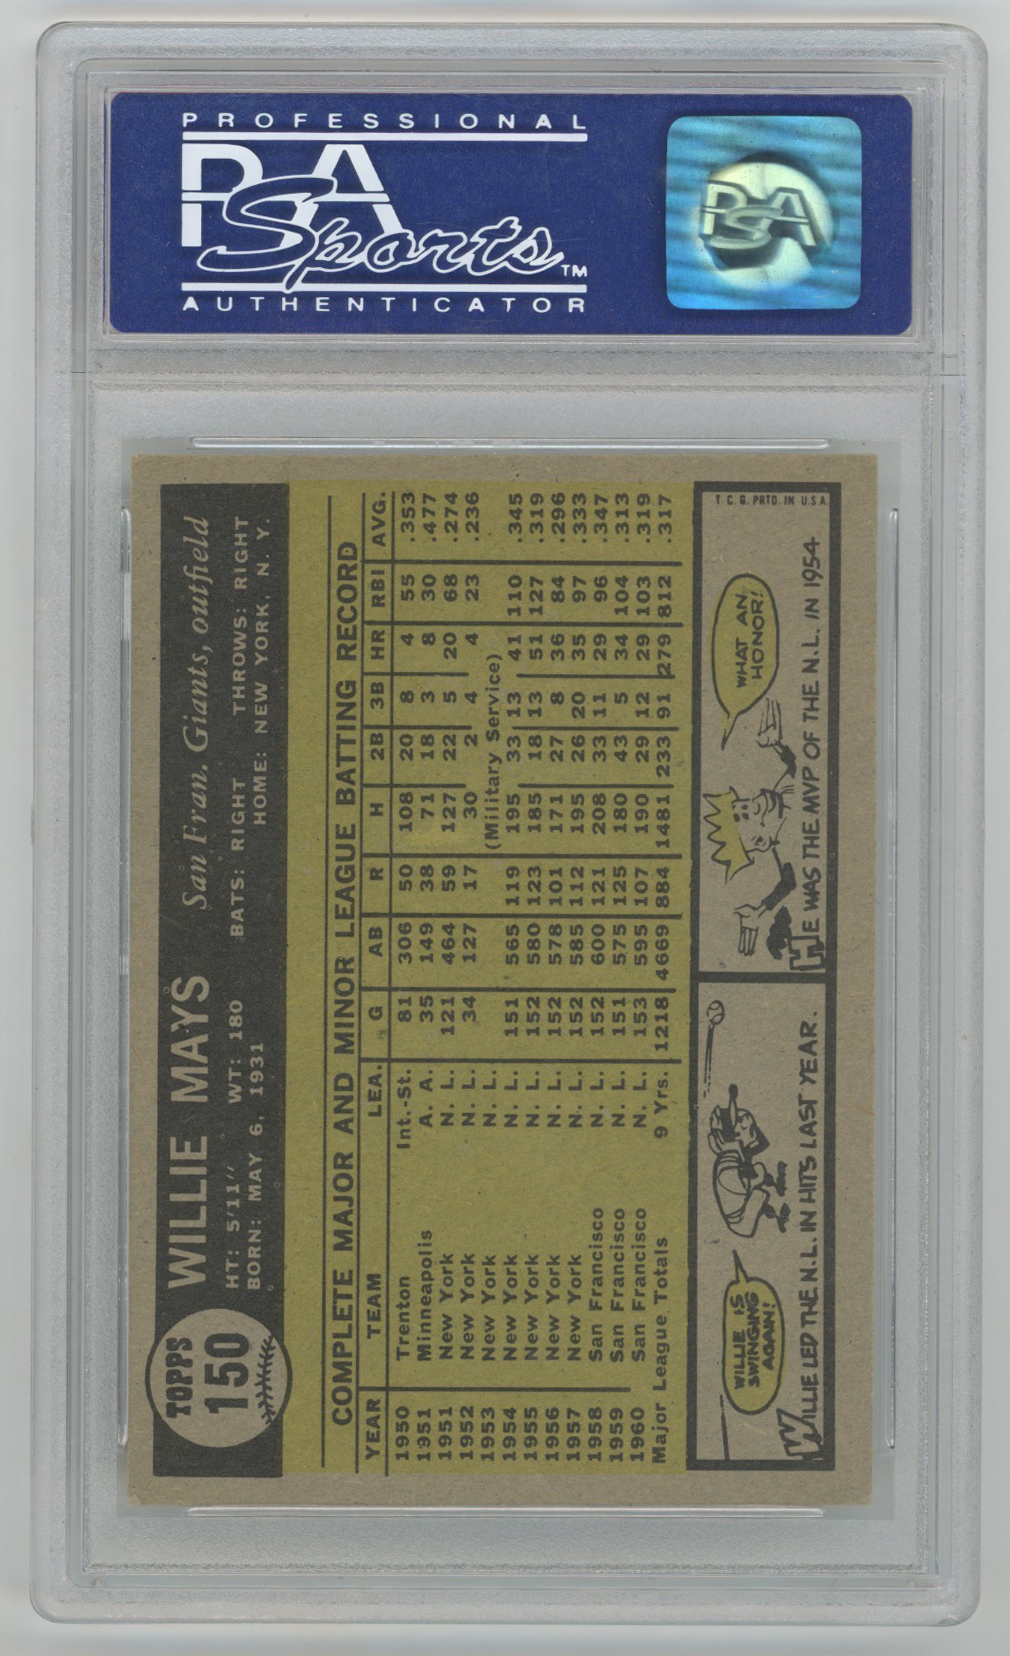 PROFESSIONAL
PSA
Sports™
AUTHENTICATOR
PSA
TOPPS
150
WILLIE MAYS San Fran. Giants, outfield
HT: 5'11" WT: 180 BATS: RIGHT THROWS: RIGHT
BORN: MAY 6, 1931 HOME: NEW YORK, N. Y.
COMPLETE MAJOR AND MINOR LEAGUE BATTING RECORD
YEAR TEAM LEA. G AB R H 2B 3B HR RBI AVG.
1950 Trenton Int.-St. 81 306 50 108 20 8 4 55 .353
1951 Minneapolis A. A. 35 149 38 71 18 3 8 30 .477
1951 New York N. L. 121 464 59 127 22 5 20 68 .274
1952 New York N. L. 34 127 17 30 2 4 4 23 .236
1953 New York N. L. (Military Service)
1954 New York N. L. 151 565 119 195 33 13 41 110 .345
1955 New York N. L. 152 580 123 185 18 13 51 127 .319
1956 New York N. L. 152 578 101 171 27 8 36 84 .296
1957 New York N. L. 152 585 112 195 26 20 35 97 .333
1958 San Francisco N. L. 152 600 121 208 33 11 29 96 .347
1959 San Francisco N. L. 151 575 125 180 43 5 34 104 .313
1960 San Francisco N. L. 153 595 107 190 29 12 29 103 .319
Major League Totals 9 Yrs. 1218 4669 884 1481 233 91 279 812 .317
WILLIE IS
SWINGING
AGAIN!
WILLIE LED THE N.L. IN HITS LAST YEAR.
WHAT AN
HONOR!
HE WAS THE MVP OF THE N.L. IN 1954
T. C. G. PRTD. IN U.S.A.